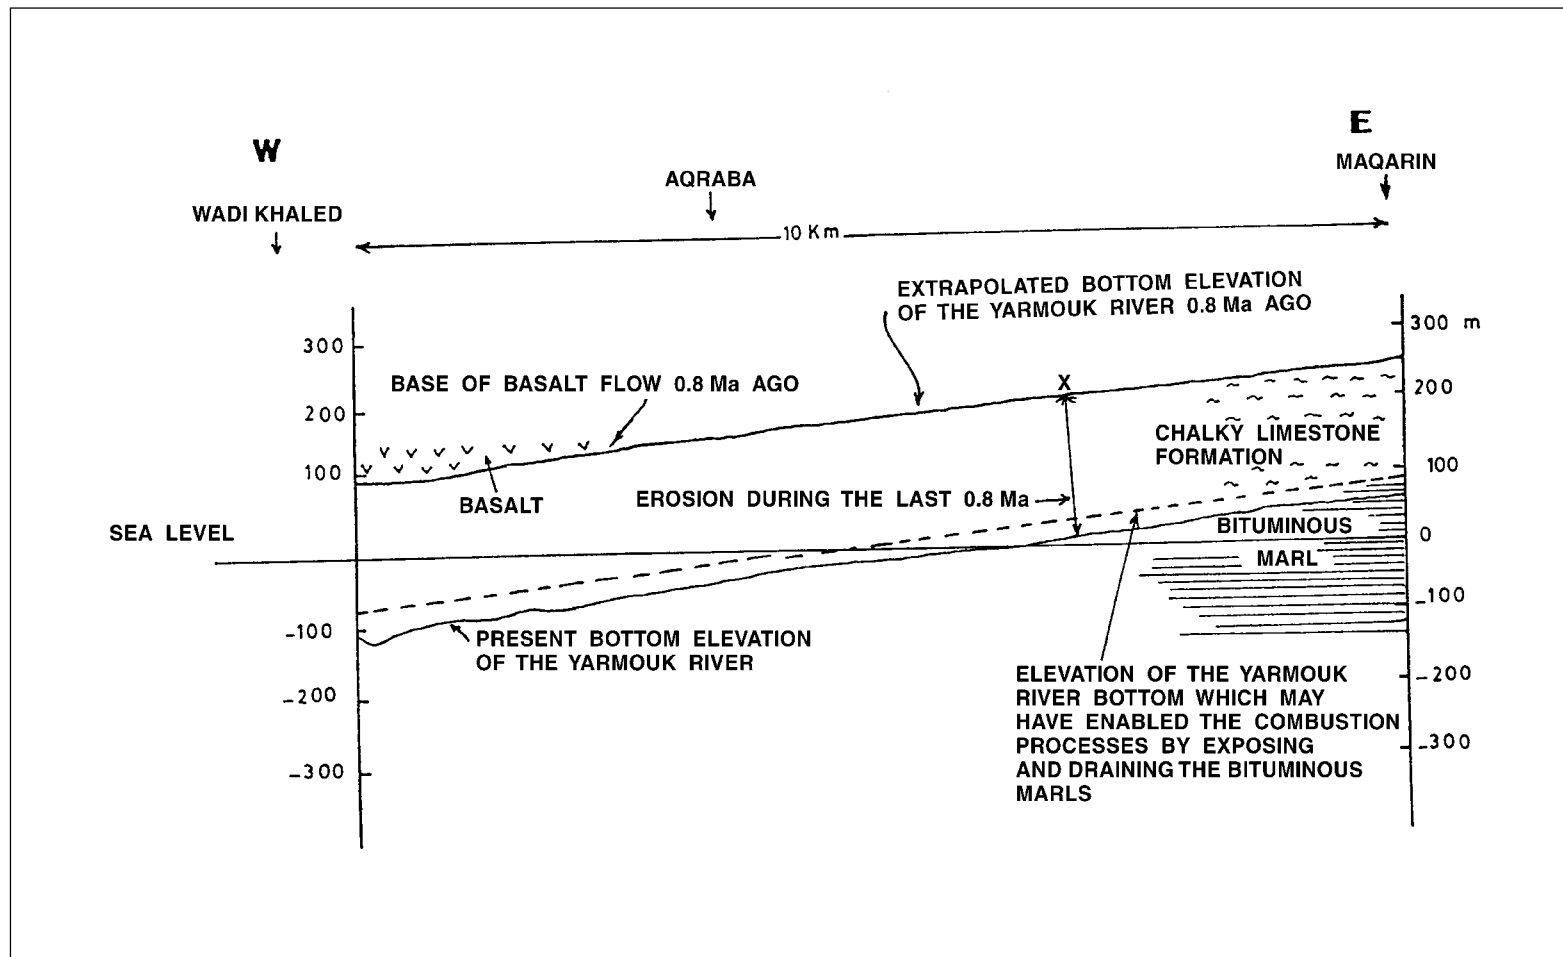 W
E
WADI KHALED
AQRABA
MAQARIN
10 Km
EXTRAPOLATED BOTTOM ELEVATION
OF THE YARMOUK RIVER 0.8 Ma AGO
BASE OF BASALT FLOW 0.8 Ma AGO
300
200
100
-100
-200
-300
300 m
200
100
0
-100
-200
-300
X
CHALKY LIMESTONE
FORMATION
BASALT
EROSION DURING THE LAST 0.8 Ma
SEA LEVEL
BITUMINOUS
MARL
PRESENT BOTTOM ELEVATION
OF THE YARMOUK RIVER
ELEVATION OF THE YARMOUK
RIVER BOTTOM WHICH MAY
HAVE ENABLED THE COMBUSTION
PROCESSES BY EXPOSING
AND DRAINING THE BITUMINOUS
MARLS